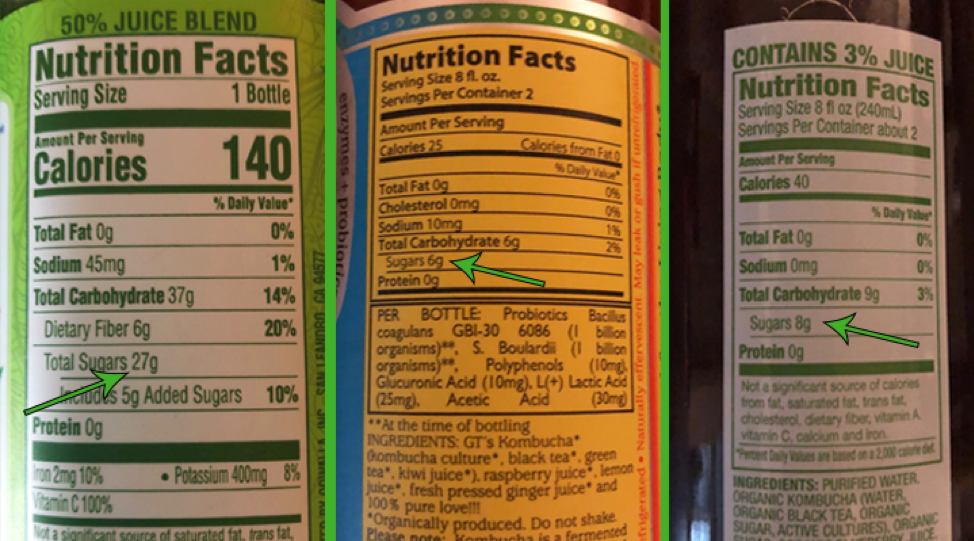 50% JUICE BLEND
Nutrition Facts
Serving Size 1 Bottle
Amount Per Serving
Calories 140
% Daily Value*
Total Fat 0g 0%
Sodium 45mg 1%
Total Carbohydrate 37g 14%
Dietary Fiber 6g 20%
Total Sugars 27g
Includes 5g Added Sugars 10%
Protein 0g
Iron 2mg 10% • Potassium 400mg 8%
Vitamin C 100%
Not a significant source of saturated fat, trans fat,
CA 94577
enzymes + probiotic
Nutrition Facts
Serving Size 8 fl. oz.
Servings Per Container 2
Amount Per Serving
Calories 25 Calories from Fat 0
% Daily Value*
Total Fat 0g 0%
Cholesterol 0mg 0%
Sodium 10mg 1%
Total Carbohydrate 6g 2%
Sugars 6g
Protein 0g
PER BOTTLE: Probiotics Bacillus
coagulans GBI-30 6086 (1 billion
organisms)**, S. Boulardii (1 billion
organisms)**, Polyphenols (10mg),
Glucuronic Acid (10mg), L(+) Lactic Acid
(25mg), Acetic Acid (30mg)
**At the time of bottling
INGREDIENTS: GT's Kombucha*
(kombucha culture*, black tea*, green
tea*, kiwi juice*), raspberry juice*, lemon
juice*, fresh pressed ginger juice* and
100% pure love!!!
*Organically produced. Do not shake.
Please note: Kombucha is a fermented
• Naturally effervescent. May leak or gush if unrefrigerated.
CONTAINS 3% JUICE
Nutrition Facts
Serving Size 8 fl oz (240mL)
Servings Per Container about 2
Amount Per Serving
Calories 40
% Daily Value*
Total Fat 0g 0%
Sodium 0mg 0%
Total Carbohydrate 9g 3%
Sugars 8g
Protein 0g
Not a significant source of calories
from fat, saturated fat, trans fat,
cholesterol, dietary fiber, vitamin A,
vitamin C, calcium and iron.
*Percent Daily Values are based on a 2,000 calorie diet.
INGREDIENTS: PURIFIED WATER,
ORGANIC KOMBUCHA (WATER,
ORGANIC BLACK TEA, ORGANIC
SUGAR, ACTIVE CULTURES), ORGANIC